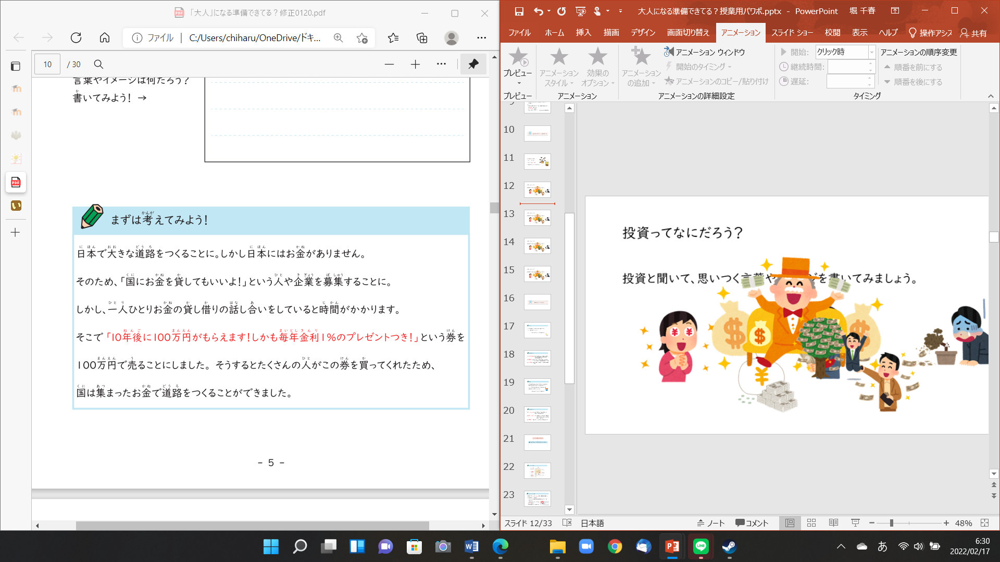 「大人」になる準備できてる？修正0120.pdf
ファイル
C:/Users/chiharu/OneDrive/ドキ...
10 / 30
言葉やイメージは何だろう？
書いてみよう！ →
まずは考えてみよう！
日本で大きな道路をつくることに。しかし日本にはお金がありません。
そのため、「国にお金を貸してもいいよ！」という人や企業を募集することに。
しかし、一人ひとりお金の貸し借りの話し合いをしていると時間がかかります。
そこで「10年後に100万円がもらえます！しかも毎年金利1％のプレゼントつき！」という券を
100万円で売ることにしました。そうするとたくさんの人がこの券を買ってくれたため、
国は集まったお金で道路をつくることができました。
- 5 -
大人になる準備できてる？授業用パワポ.pptx - PowerPoint
堀 千春
ファイル ホーム 挿入 描画 デザイン 画面切り替え アニメーション スライド ショー 校閲 表示 ヘルプ 操作アシス 共有
プレビュー
アニメーション
スタイル
効果の
オプション
アニメーション
の追加
アニメーション ウィンドウ
開始のタイミング
アニメーションのコピー/貼り付け
開始: クリック時
継続時間:
遅延:
アニメーションの順序変更
順番を前にする
順番を後にする
プレビュー アニメーション アニメーションの詳細設定 タイミング
9
10
11
12
13
14
15
16
17
18
19
20
21
22
23
投資ってなにだろう？
投資と聞いて、思いつく言葉や
を書いてみましょう。
スライド 12/33
日本語
ノート
コメント
48%
あ
6:30
2022/02/17